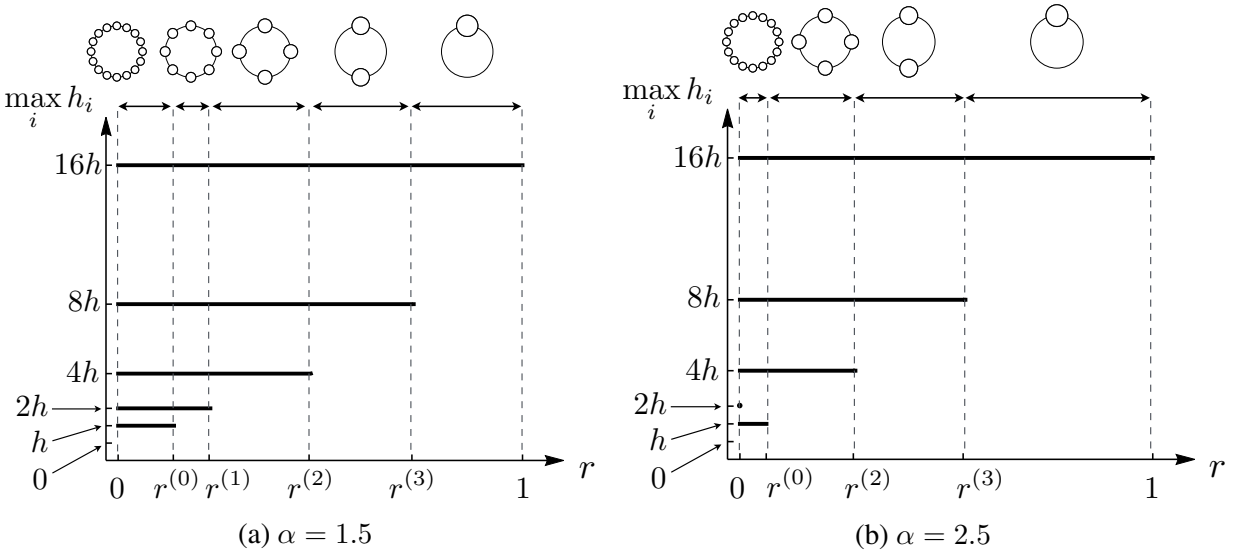 max h_i
i
16h
8h
4h
2h
h
0
0 r^(0) r^(1) r^(2) r^(3) 1 r
(a) α = 1.5
max h_i
i
16h
8h
4h
2h
h
0
0 r^(0) r^(2) r^(3) 1 r
(b) α = 2.5